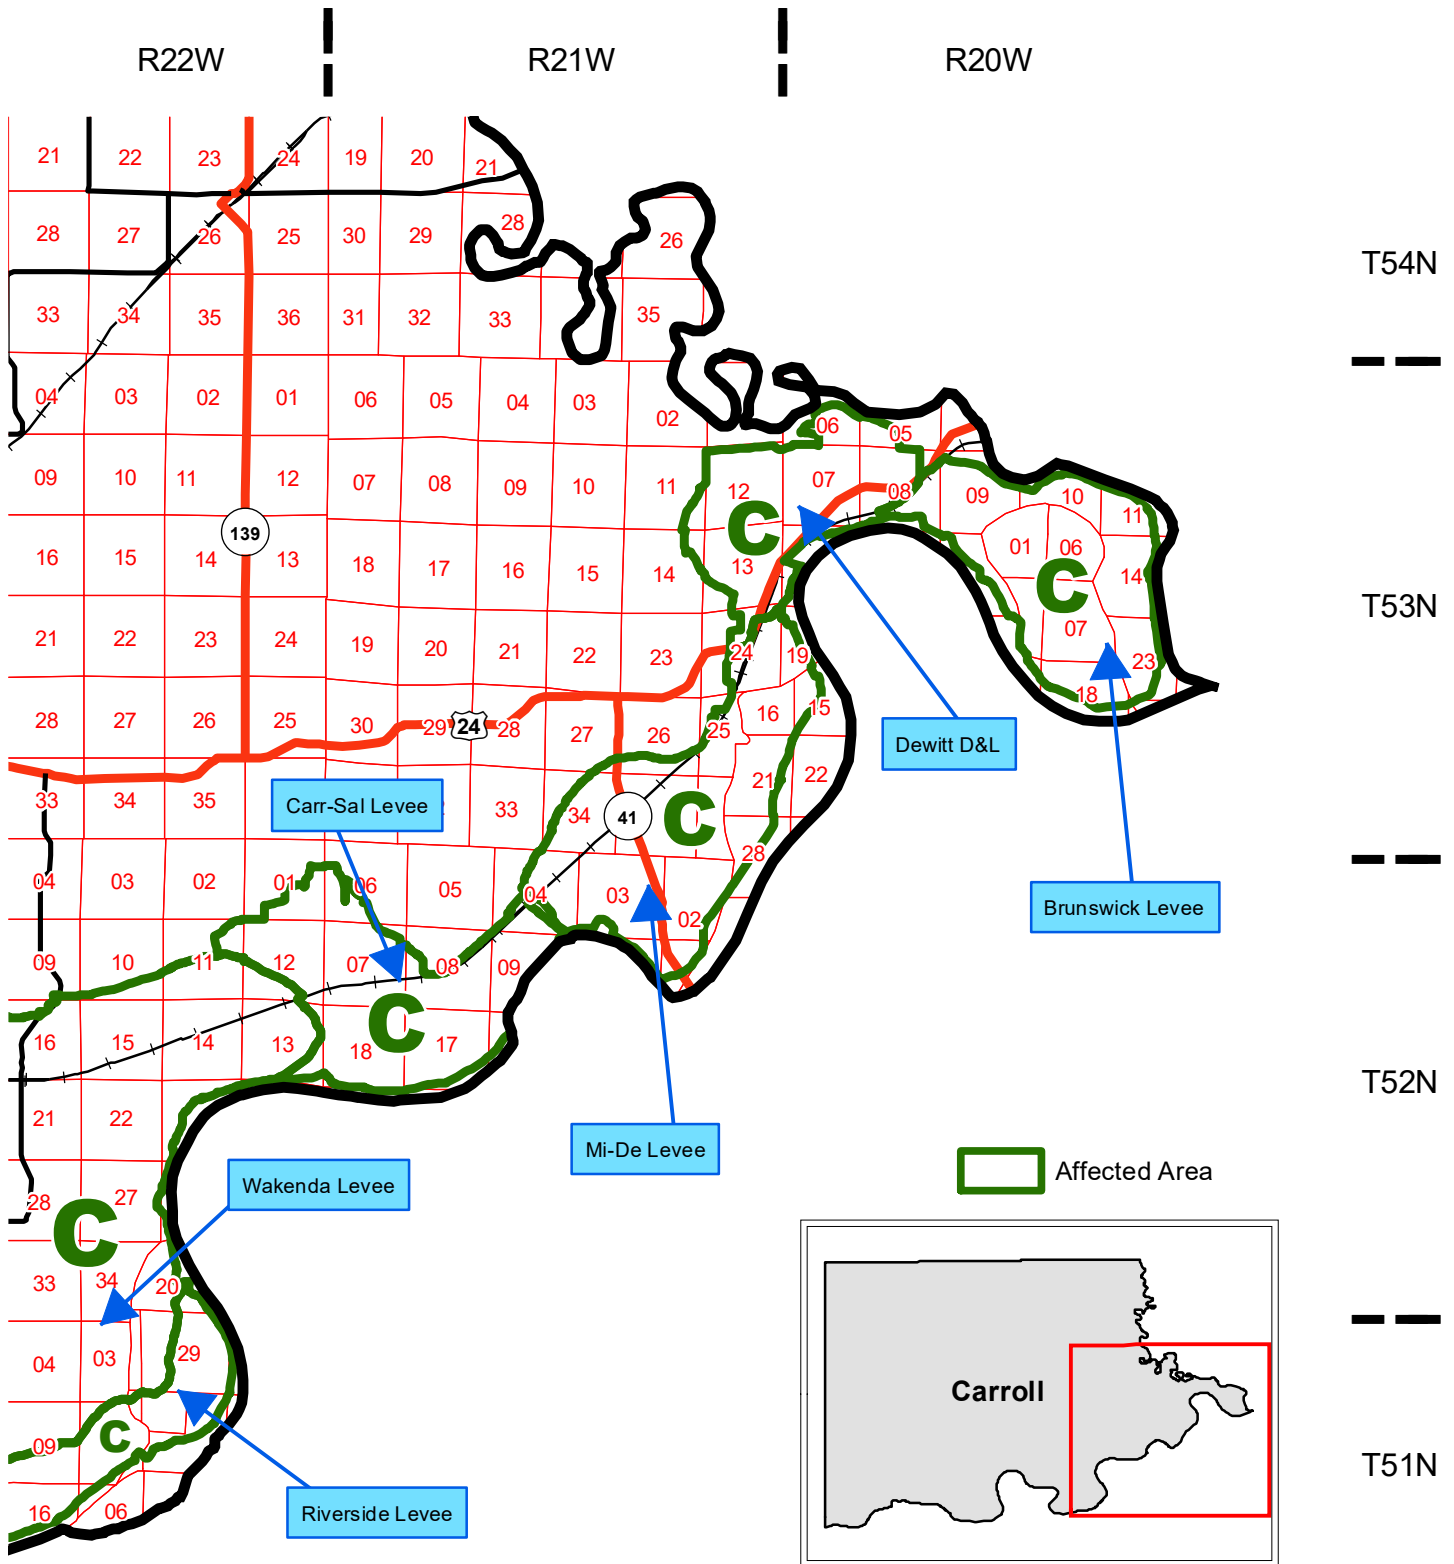 R22W R21W R20W
21 22 23 24 19 20 21
28 27 26 25 30 29 28 26
T54N
33 34 35 36 31 32 33 35
04 03 02 01 06 05 04 03 02 06 05
09 10 11 12 07 08 09 10 11 12 07 08 09 10 11
C
139
16 15 14 13 18 17 16 15 14 13 01 06 14
C
T53N
21 22 23 24 19 20 21 22 23 24 19 07 23
18
28 27 26 25 30 29 24 28 27 26 25 16 15
Dewitt D&L
33 34 35 33 34 21 22
Carr-Sal Levee
41 C
28
04 03 02 01 06 05 04 03 02
Brunswick Levee
09 10 11 12 07 08 09
C
16 15 14 13 18 17
T52N
21 22
Mi-De Levee
Affected Area
28 27
Wakenda Levee
C
33 34 20
04 03 29
Carroll
09 C
T51N
16 06
Riverside Levee